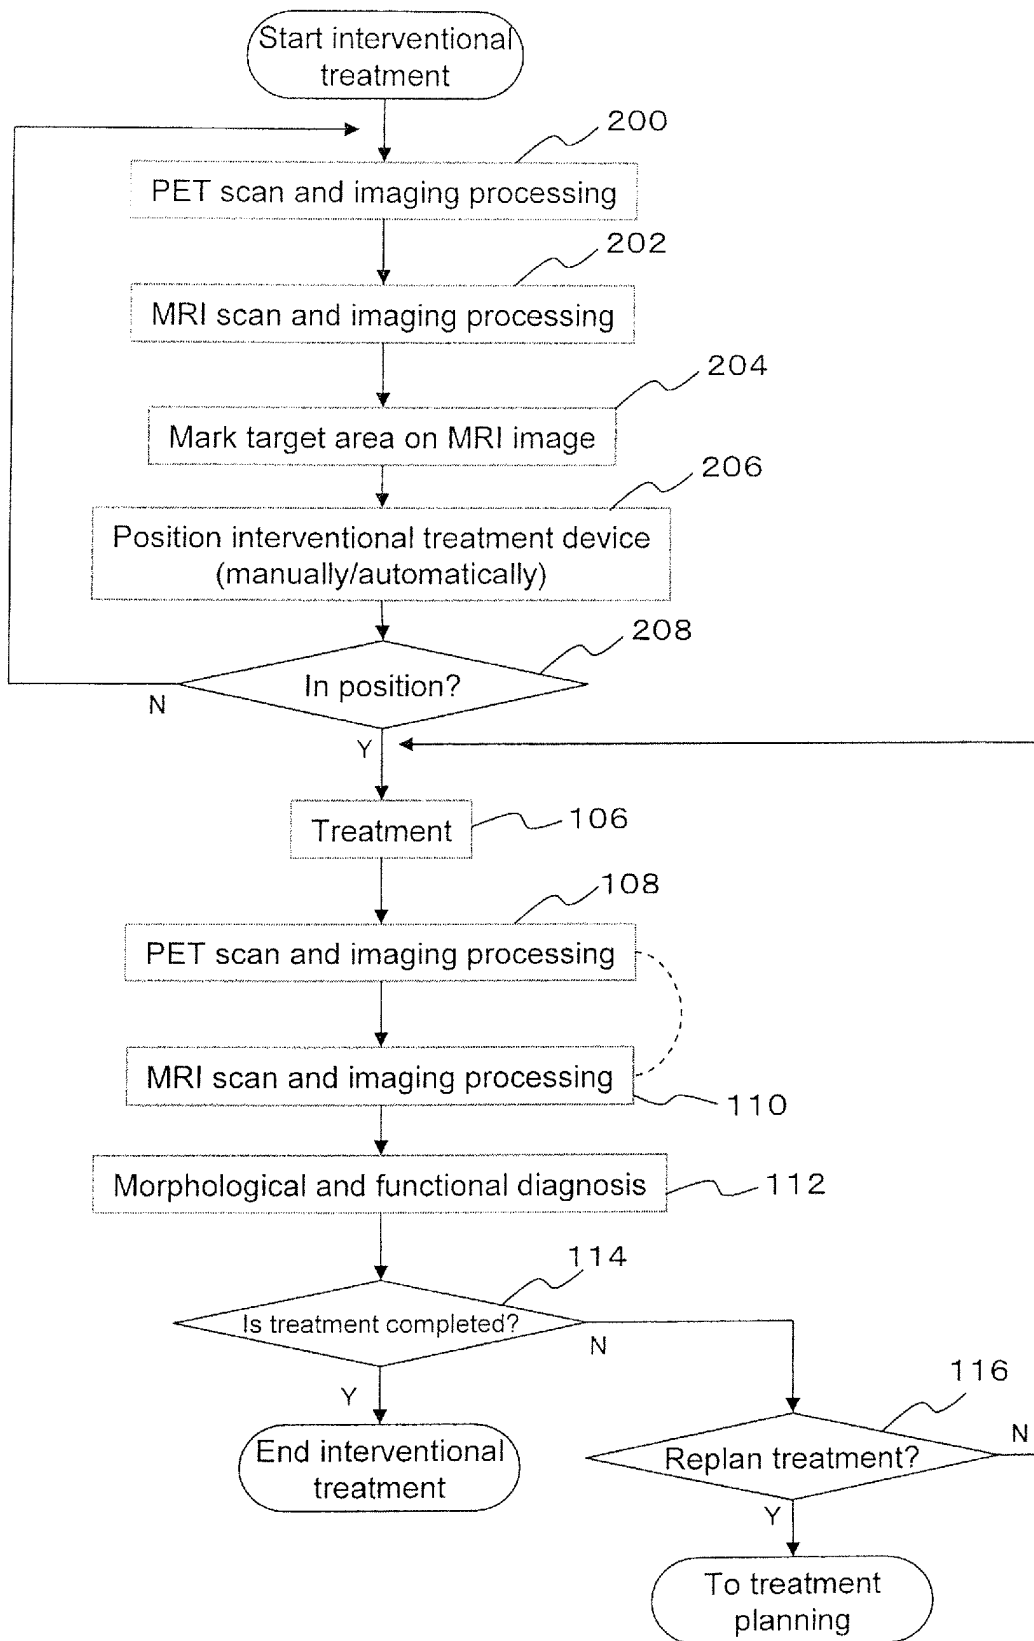 Start interventional
treatment
200
PET scan and imaging processing
202
MRI scan and imaging processing
204
Mark target area on MRI image
206
Position interventional treatment device
(manually/automatically)
208
In position?
N
Y
Treatment
106
108
PET scan and imaging processing
MRI scan and imaging processing
110
Morphological and functional diagnosis
112
114
Is treatment completed?
N
Y
116
End interventional
treatment
Replan treatment?
N
Y
To treatment
planning